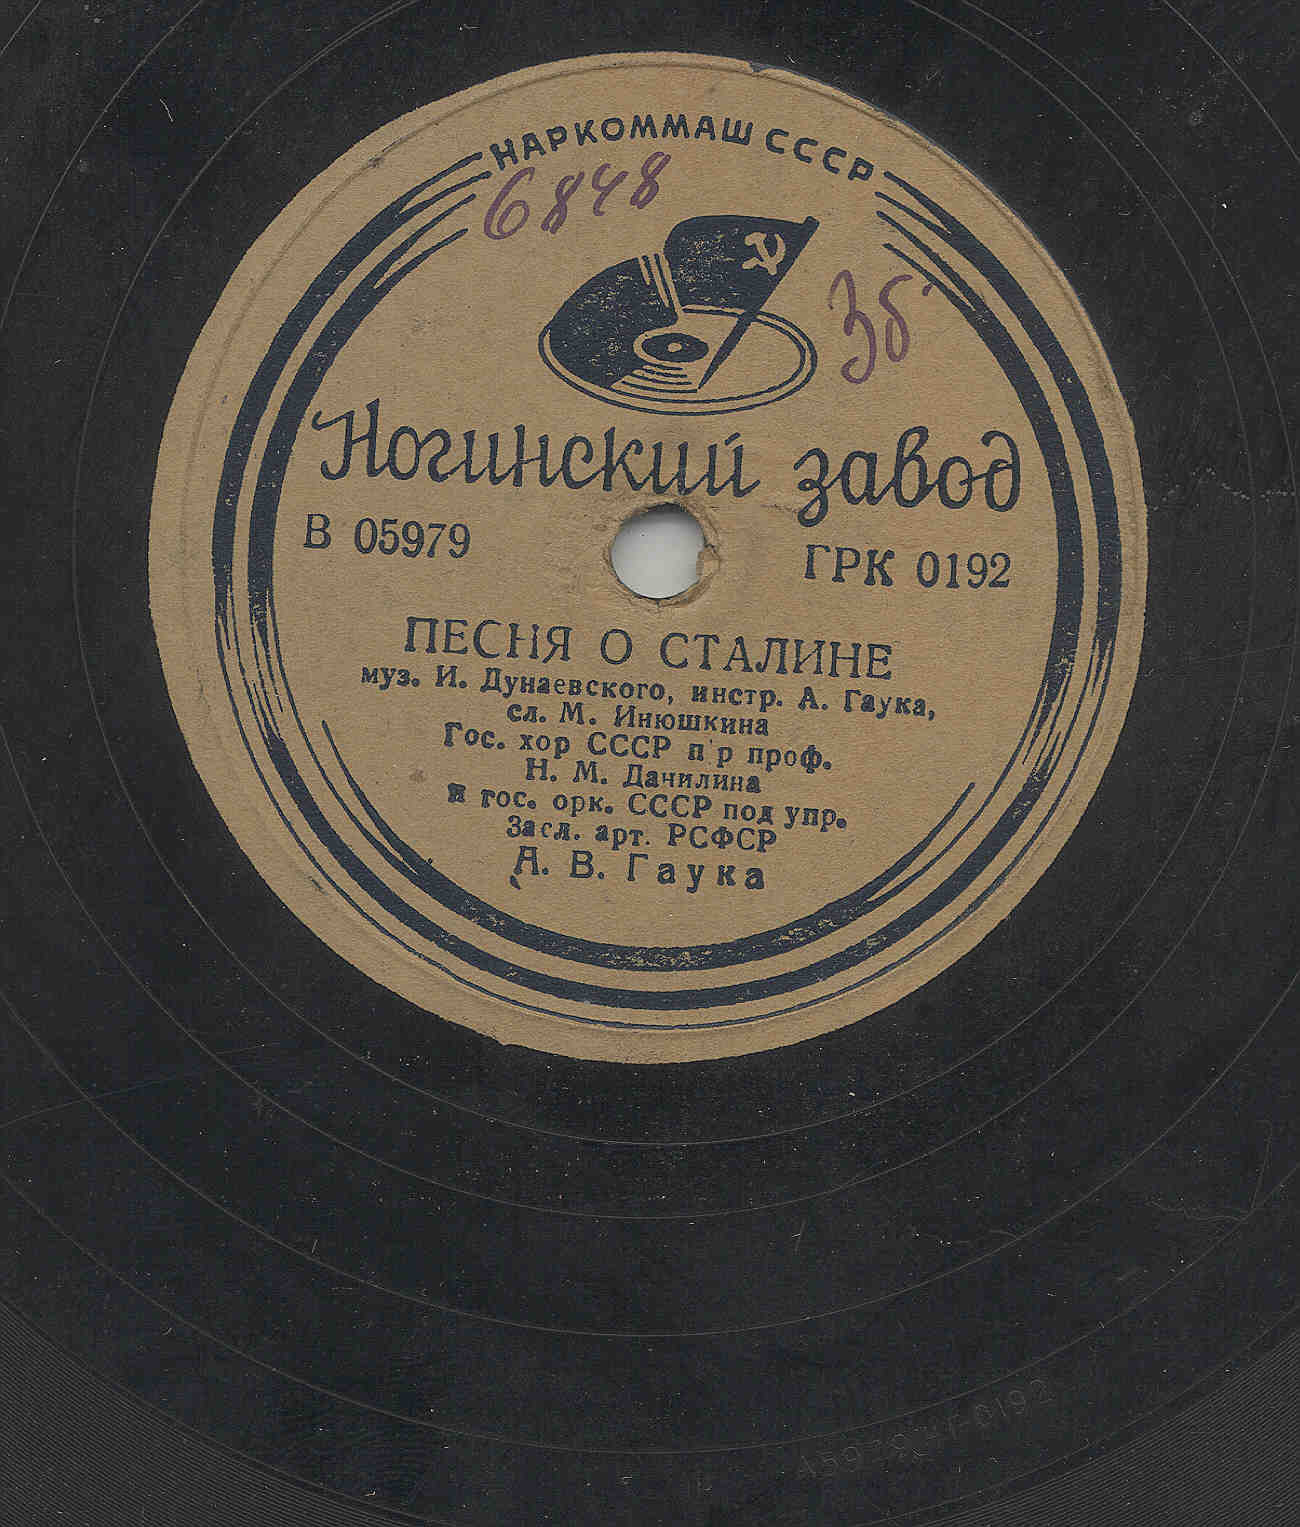 НАРКОММАШ СССР
6848
3б
Ногинский завод
В 05979
ГРК 0192
ПЕСНЯ О СТАЛИНЕ
муз. И. Дунаевского, инстр. А. Гаука,
сл. М. Инюшкина
Гос. хор СССР п/р проф.
Н. М. Данилина
и гос. орк. СССР под упр.
Засл. арт. РСФСР
А. В. Гаука